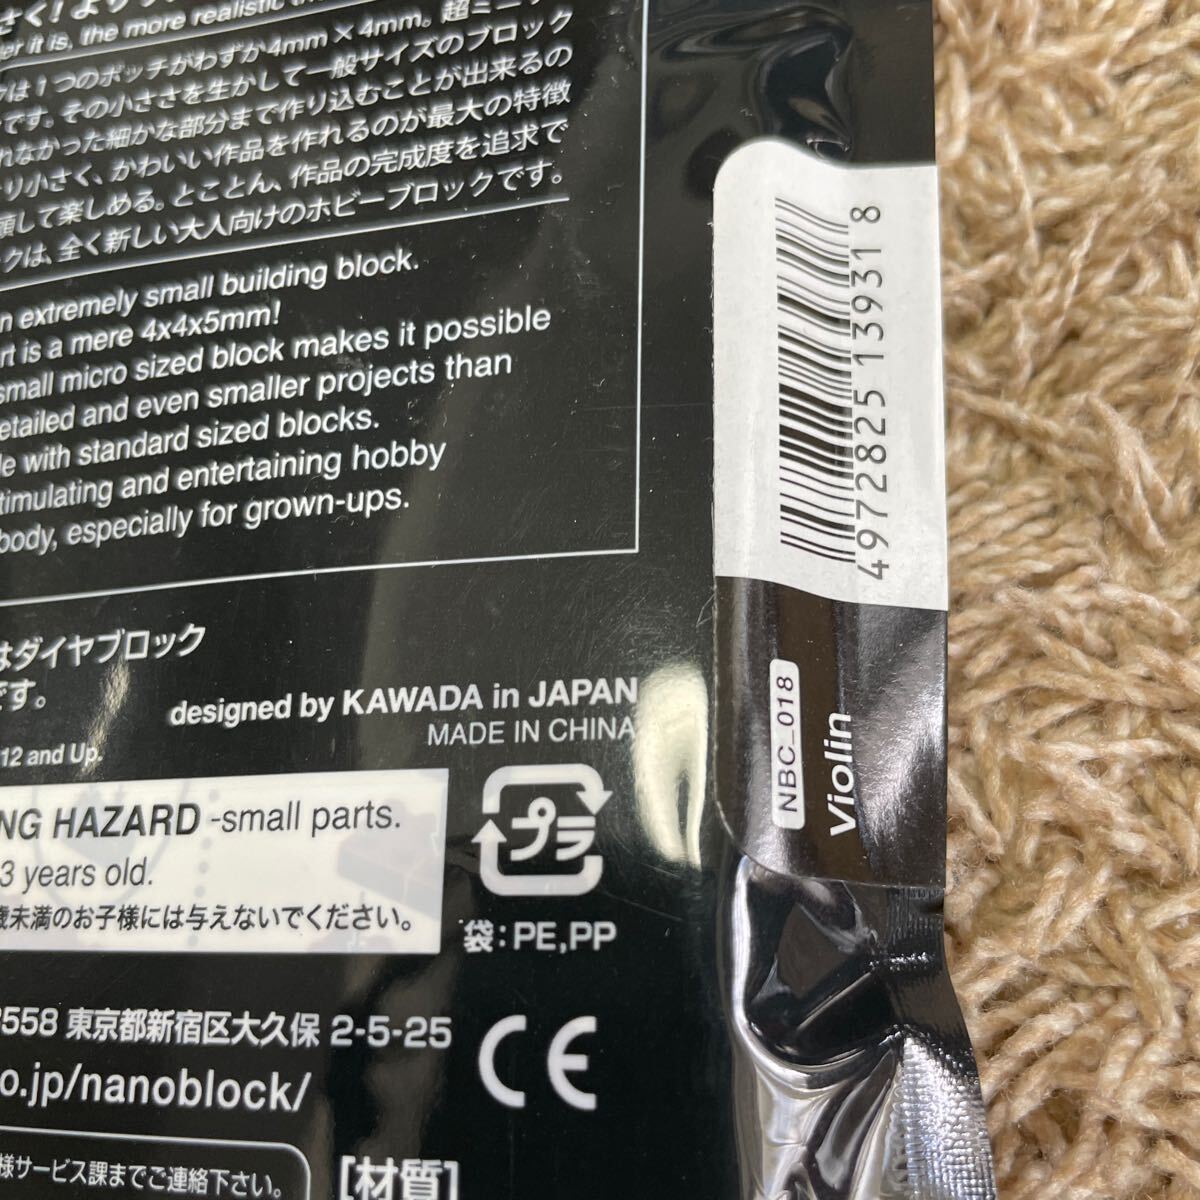 さく！より
er it is, the more realistic
は1つのポッチがわずか4mm×4mm。超ミニ
です。その小ささを生かして一般サイズのブロック
れなかった細かな部分まで作り込むことが出来るの
り小さく、かわいい作品を作れるのが最大の特徴
頭して楽しめる。とことん、作品の完成度を追求で
クは、全く新しい大人向けのホビーブロックです。
n extremely small building block.
rt is a mere 4x4x5mm!
small micro sized block makes it possible
etailed and even smaller projects than
le with standard sized blocks.
timulating and entertaining hobby
body, especially for grown-ups.
はダイヤブロック
です。
designed by KAWADA in JAPAN
MADE IN CHINA
12 and Up.
NG HAZARD -small parts.
3 years old.
歳未満のお子様には与えないでください。
プラ
袋：PE,PP
8558 東京都新宿区大久保 2-5-25
o.jp/nanoblock/
CE
様サービス課までご連絡下さい。
[材質]
4972825 139318
NBC_018
Violin